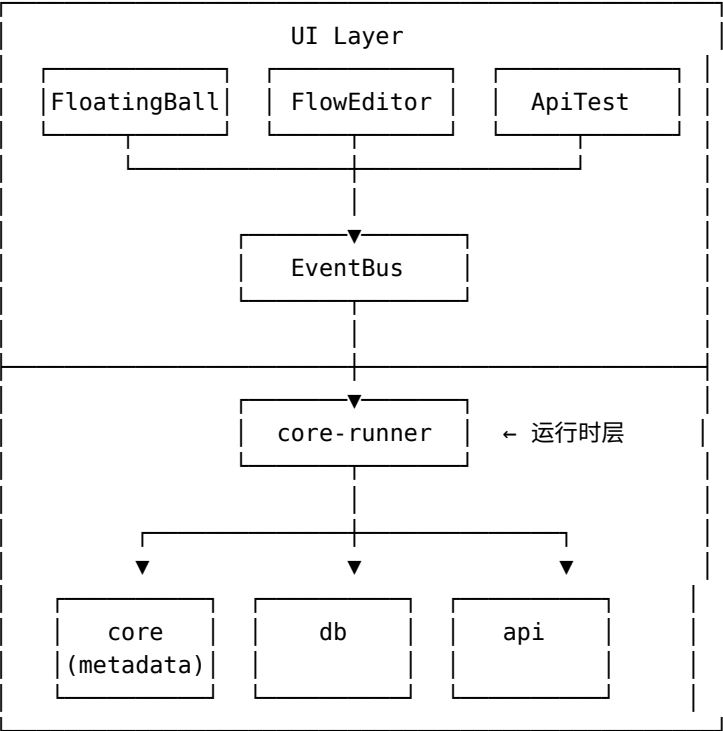 UI Layer
FloatingBall FlowEditor ApiTest
EventBus
core-runner ← 运行时层
core db api
(metadata)